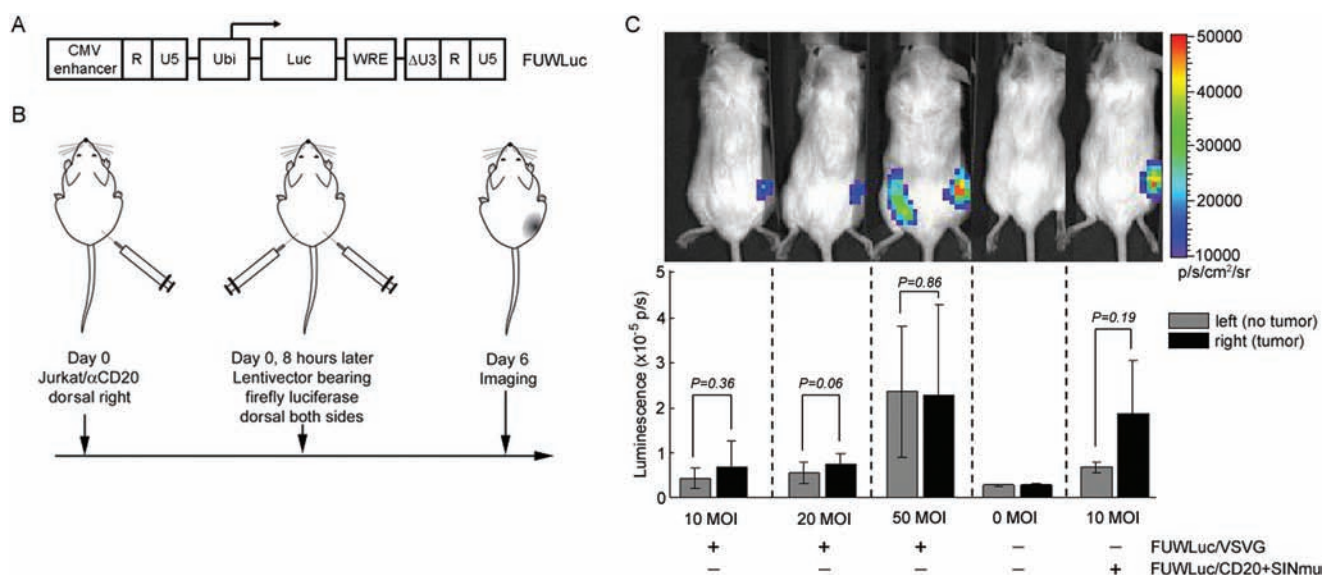 A
CMV enhancer R U5 Ubi Luc WRE ΔU3 R U5 FUWLuc
B
Day 0
Jurkat/αCD20
dorsal right
Day 0, 8 hours later
Lentivector bearing
firefly luciferase
dorsal both sides
Day 6
Imaging
C
50000
40000
30000
20000
10000
p/s/cm²/sr
Luminescence (x10⁻⁵ p/s)
5
4
3
2
1
0
P=0.36
P=0.06
P=0.86
P=0.19
left (no tumor)
right (tumor)
10 MOI 20 MOI 50 MOI 0 MOI 10 MOI
+ + + – – FUWLuc/VSVG
– – – – + FUWLuc/CD20+SINmu